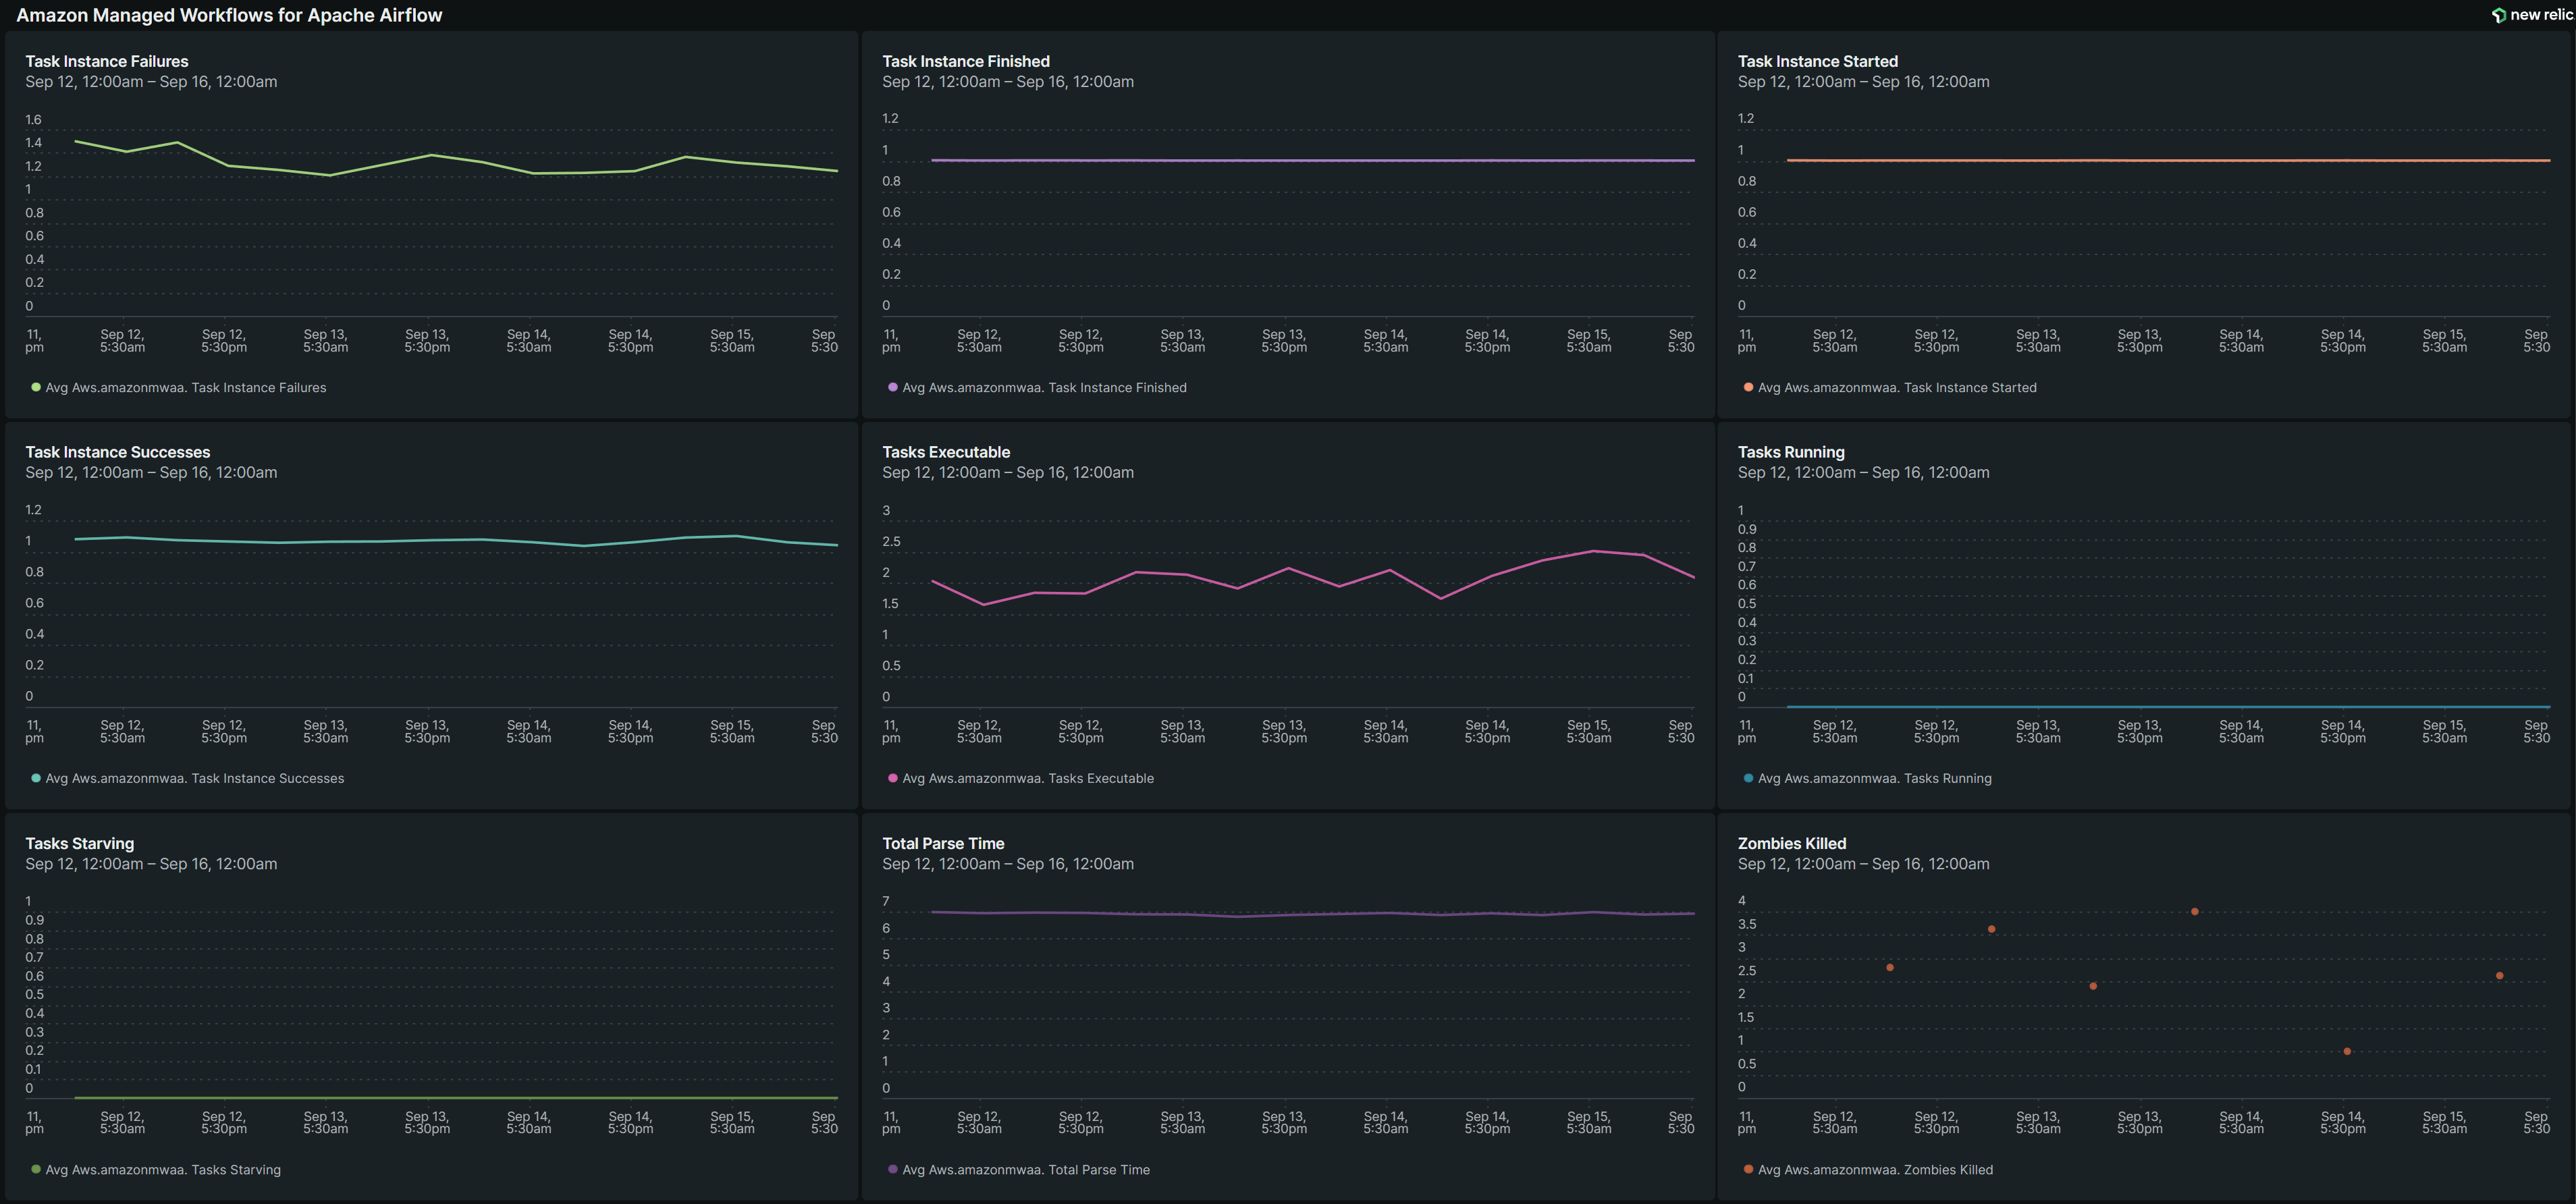 Amazon Managed Workflows for Apache Airflow
new relic
Task Instance Failures
Sep 12, 12:00am – Sep 16, 12:00am
1.6
1.4
1.2
1
0.8
0.6
0.4
0.2
0
11, pm
Sep 12, 5:30am
Sep 12, 5:30pm
Sep 13, 5:30am
Sep 13, 5:30pm
Sep 14, 5:30am
Sep 14, 5:30pm
Sep 15, 5:30am
Sep 5:30
Avg Aws.amazonmwaa. Task Instance Failures
Task Instance Finished
Sep 12, 12:00am – Sep 16, 12:00am
1.2
1
0.8
0.6
0.4
0.2
0
11, pm
Sep 12, 5:30am
Sep 12, 5:30pm
Sep 13, 5:30am
Sep 13, 5:30pm
Sep 14, 5:30am
Sep 14, 5:30pm
Sep 15, 5:30am
Sep 5:30
Avg Aws.amazonmwaa. Task Instance Finished
Task Instance Started
Sep 12, 12:00am – Sep 16, 12:00am
1.2
1
0.8
0.6
0.4
0.2
0
11, pm
Sep 12, 5:30am
Sep 12, 5:30pm
Sep 13, 5:30am
Sep 13, 5:30pm
Sep 14, 5:30am
Sep 14, 5:30pm
Sep 15, 5:30am
Sep 5:30
Avg Aws.amazonmwaa. Task Instance Started
Task Instance Successes
Sep 12, 12:00am – Sep 16, 12:00am
1.2
1
0.8
0.6
0.4
0.2
0
11, pm
Sep 12, 5:30am
Sep 12, 5:30pm
Sep 13, 5:30am
Sep 13, 5:30pm
Sep 14, 5:30am
Sep 14, 5:30pm
Sep 15, 5:30am
Sep 5:30
Avg Aws.amazonmwaa. Task Instance Successes
Tasks Executable
Sep 12, 12:00am – Sep 16, 12:00am
3
2.5
2
1.5
1
0.5
0
11, pm
Sep 12, 5:30am
Sep 12, 5:30pm
Sep 13, 5:30am
Sep 13, 5:30pm
Sep 14, 5:30am
Sep 14, 5:30pm
Sep 15, 5:30am
Sep 5:30
Avg Aws.amazonmwaa. Tasks Executable
Tasks Running
Sep 12, 12:00am – Sep 16, 12:00am
1
0.9
0.8
0.7
0.6
0.5
0.4
0.3
0.2
0.1
0
11, pm
Sep 12, 5:30am
Sep 12, 5:30pm
Sep 13, 5:30am
Sep 13, 5:30pm
Sep 14, 5:30am
Sep 14, 5:30pm
Sep 15, 5:30am
Sep 5:30
Avg Aws.amazonmwaa. Tasks Running
Tasks Starving
Sep 12, 12:00am – Sep 16, 12:00am
1
0.9
0.8
0.7
0.6
0.5
0.4
0.3
0.2
0.1
0
11, pm
Sep 12, 5:30am
Sep 12, 5:30pm
Sep 13, 5:30am
Sep 13, 5:30pm
Sep 14, 5:30am
Sep 14, 5:30pm
Sep 15, 5:30am
Sep 5:30
Avg Aws.amazonmwaa. Tasks Starving
Total Parse Time
Sep 12, 12:00am – Sep 16, 12:00am
7
6
5
4
3
2
1
0
11, pm
Sep 12, 5:30am
Sep 12, 5:30pm
Sep 13, 5:30am
Sep 13, 5:30pm
Sep 14, 5:30am
Sep 14, 5:30pm
Sep 15, 5:30am
Sep 5:30
Avg Aws.amazonmwaa. Total Parse Time
Zombies Killed
Sep 12, 12:00am – Sep 16, 12:00am
4
3.5
3
2.5
2
1.5
1
0.5
0
11, pm
Sep 12, 5:30am
Sep 12, 5:30pm
Sep 13, 5:30am
Sep 13, 5:30pm
Sep 14, 5:30am
Sep 14, 5:30pm
Sep 15, 5:30am
Sep 5:30
Avg Aws.amazonmwaa. Zombies Killed